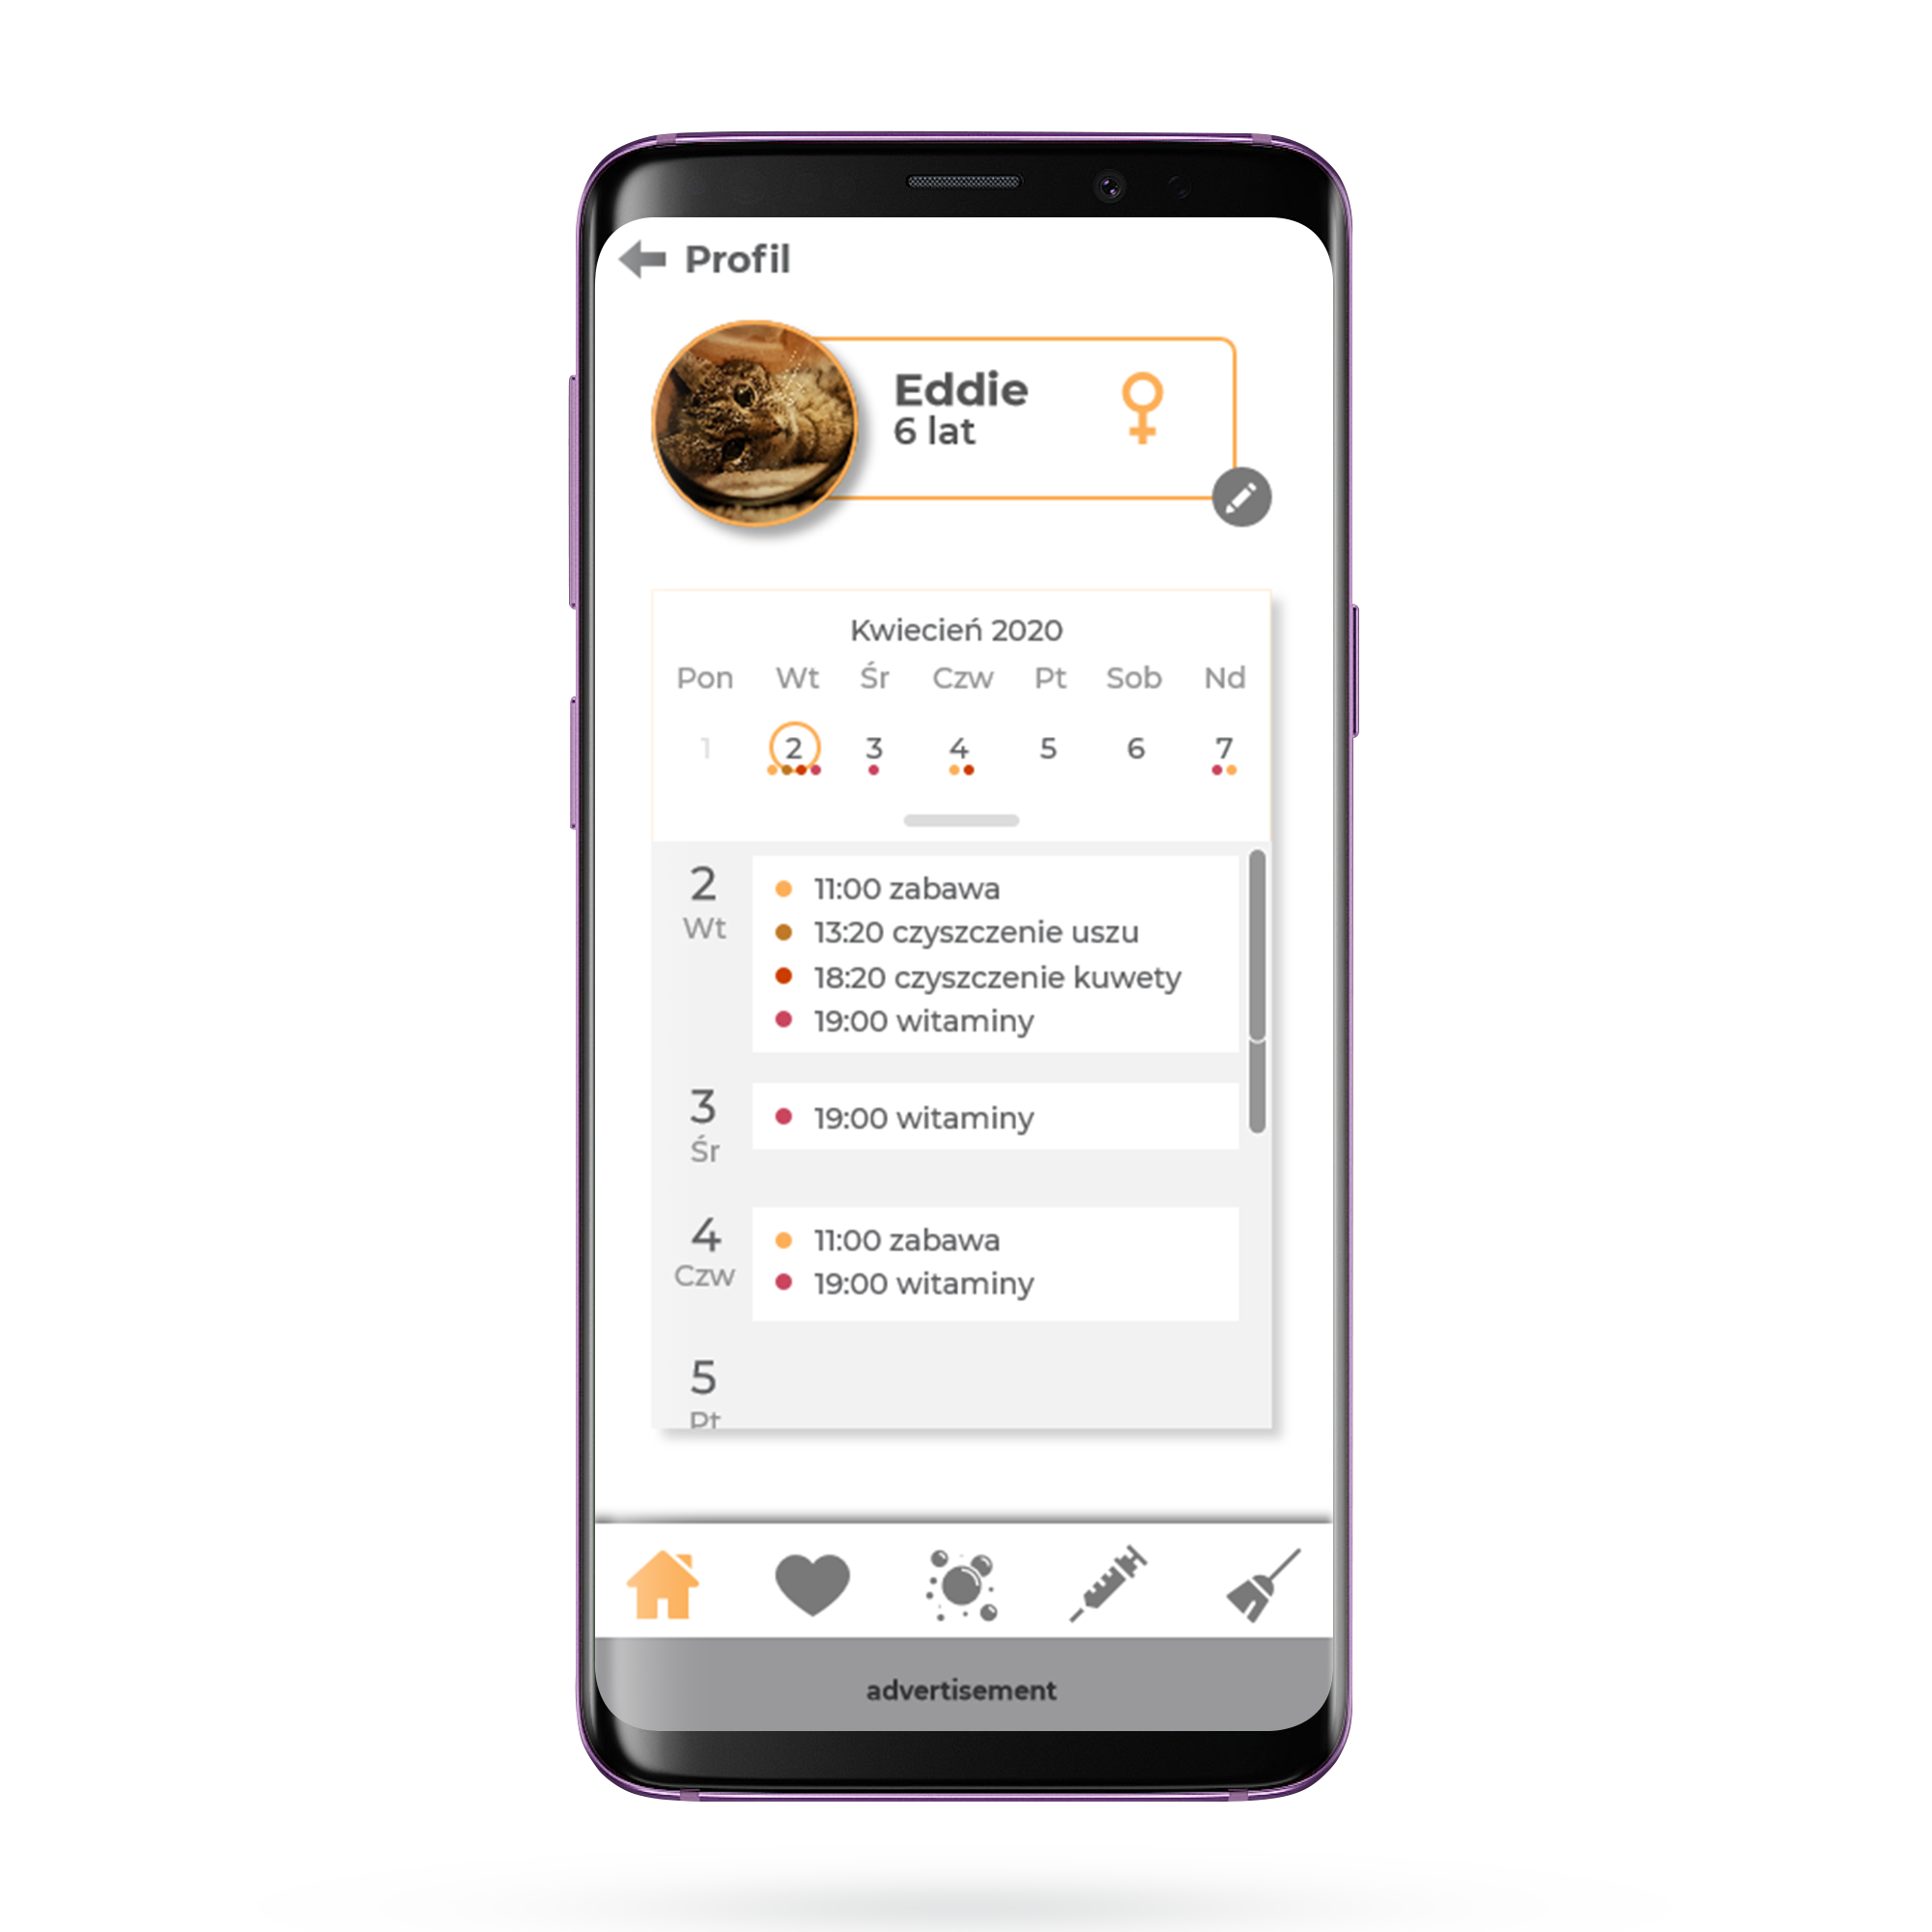 Profil
Eddie
6 lat
Kwiecień 2020
Pon Wt Śr Czw Pt Sob Nd
1 2 3 4 5 6 7
2
Wt
11:00 zabawa
13:20 czyszczenie uszu
18:20 czyszczenie kuwety
19:00 witaminy
3
Śr
19:00 witaminy
4
Czw
11:00 zabawa
19:00 witaminy
5
Pt
advertisement